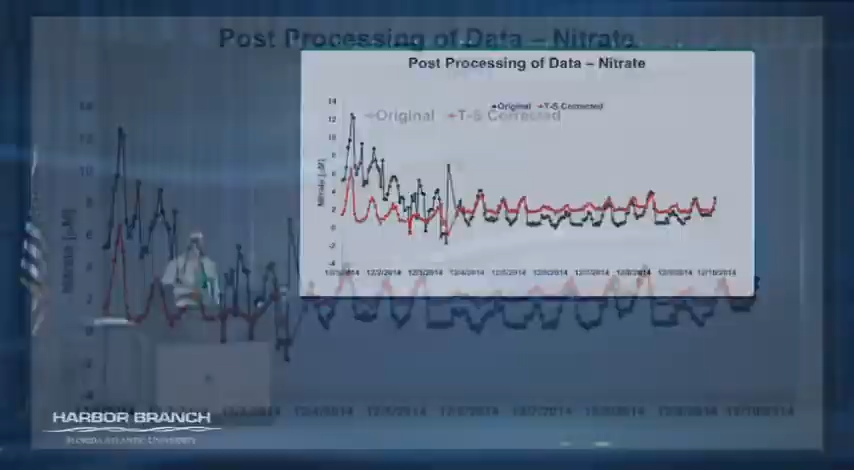 Post Processing of Data – Nitrate
Post Processing of Data – Nitrate
Original T-S Corrected
Original T-S Corrected
14
12
10
8
6
4
2
0
-2
-4
Nitrate [µM]
12/2/2014 12/3/2014 12/4/2014 12/5/2014 12/6/2014 12/7/2014 12/8/2014 12/9/2014 12/10/2014
Nitrate [µM]
HARBOR BRANCH
FLORIDA ATLANTIC UNIVERSITY